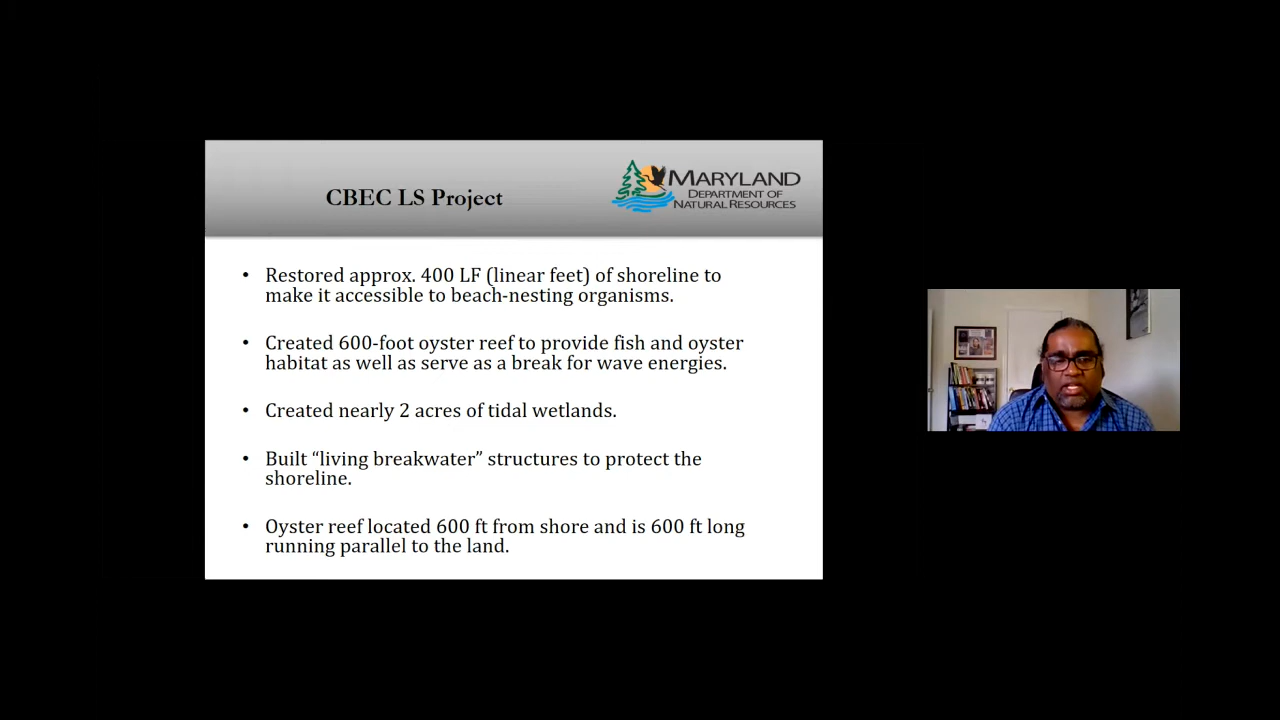 CBEC LS Project
MARYLAND
DEPARTMENT OF
NATURAL RESOURCES
• Restored approx. 400 LF (linear feet) of shoreline to
make it accessible to beach-nesting organisms.
• Created 600-foot oyster reef to provide fish and oyster
habitat as well as serve as a break for wave energies.
• Created nearly 2 acres of tidal wetlands.
• Built “living breakwater” structures to protect the
shoreline.
• Oyster reef located 600 ft from shore and is 600 ft long
running parallel to the land.